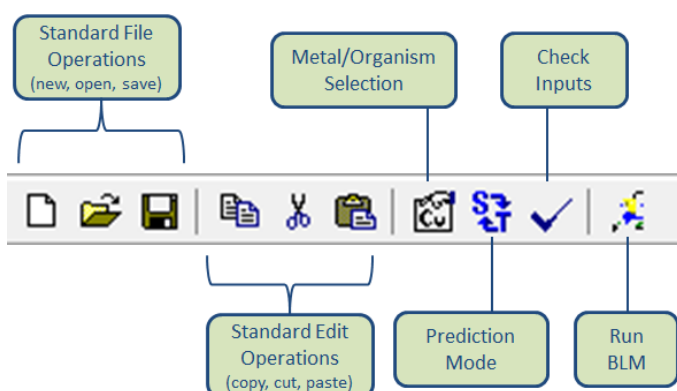 Standard File
Operations
(new, open, save)
Metal/Organism
Selection
Check
Inputs
Cu
S
T
Standard Edit
Operations
(copy, cut, paste)
Prediction
Mode
Run
BLM